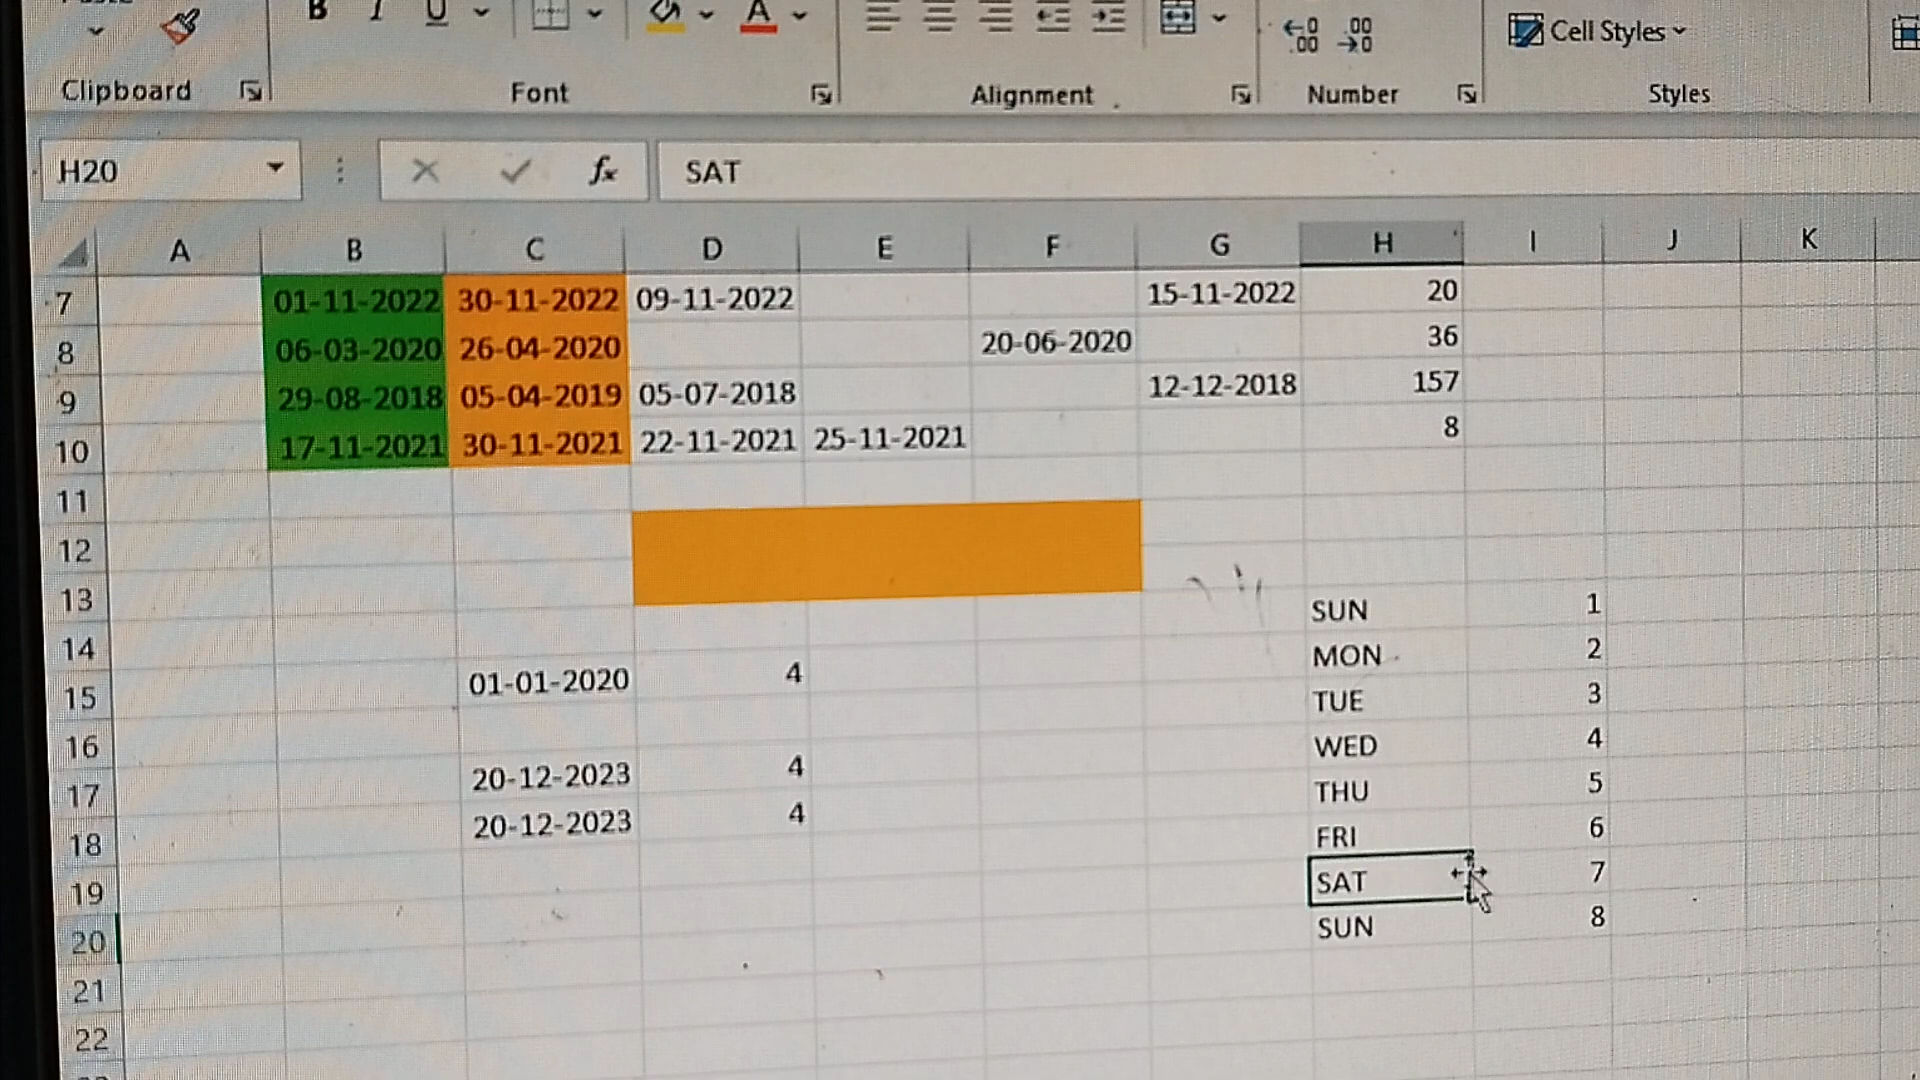 B I U A
←0 .00 .00 →0 Cell Styles
Clipboard Font Alignment Number Styles
H20 fx SAT
A B C D E F G H I J K
7 01-11-2022 30-11-2022 09-11-2022 15-11-2022 20
8 06-03-2020 26-04-2020 20-06-2020 36
9 29-08-2018 05-04-2019 05-07-2018 12-12-2018 157
10 17-11-2021 30-11-2021 22-11-2021 25-11-2021 8
11
12
13
14 SUN 1
15 01-01-2020 4 MON 2
16 TUE 3
17 20-12-2023 4 WED 4
18 20-12-2023 4 THU 5
19 FRI 6
20 SAT 7
21 SUN 8
22